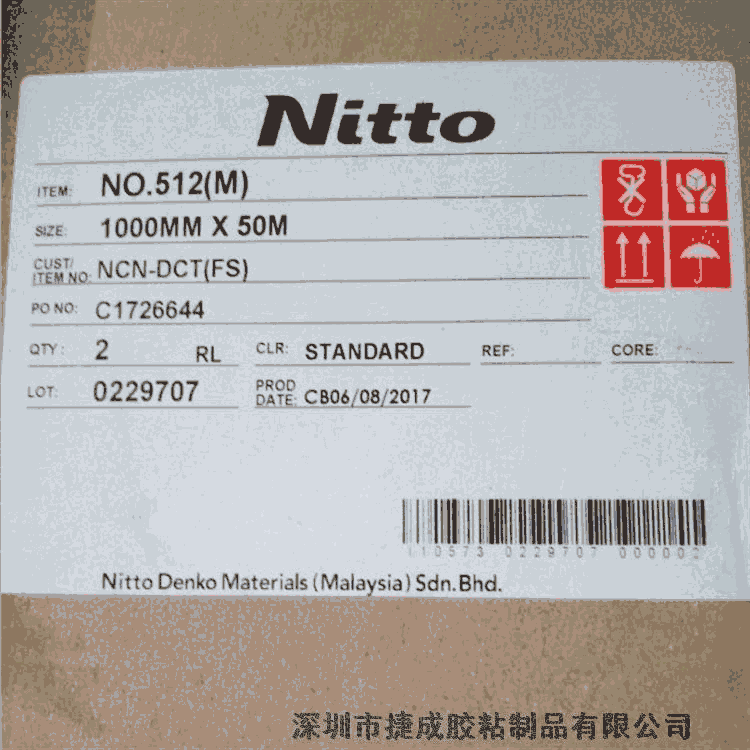 Nitto
ITEM: NO.512(M)
SIZE: 1000MM X 50M
CUST/
ITEM NO: NCN-DCT(FS)
PO NO: C1726644
QTY: 2 RL CLR: STANDARD REF: CORE:
LOT: 0229707 PROD
DATE: CB06/08/2017
110573 0229707 000002
Nitto Denko Materials (Malaysia) Sdn.Bhd.
深圳市捷成胶粘制品有限公司